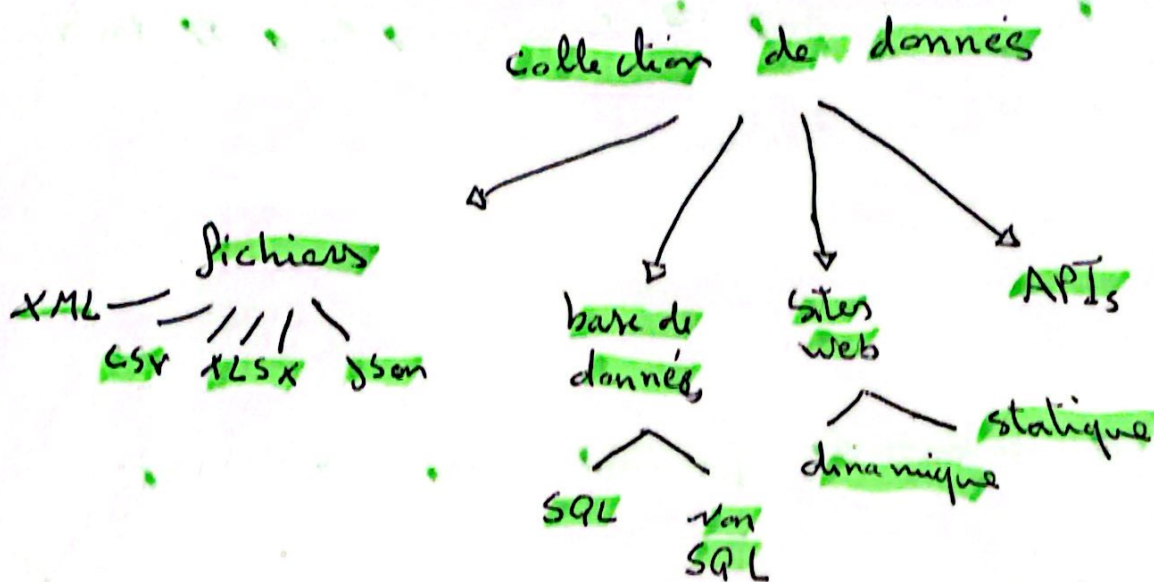 collection de donnés
fichiers
XML
CSV
XLSX
json
base de
donnés
SQL
Non
SQL
Sites
web
dinamique
statique
APIs